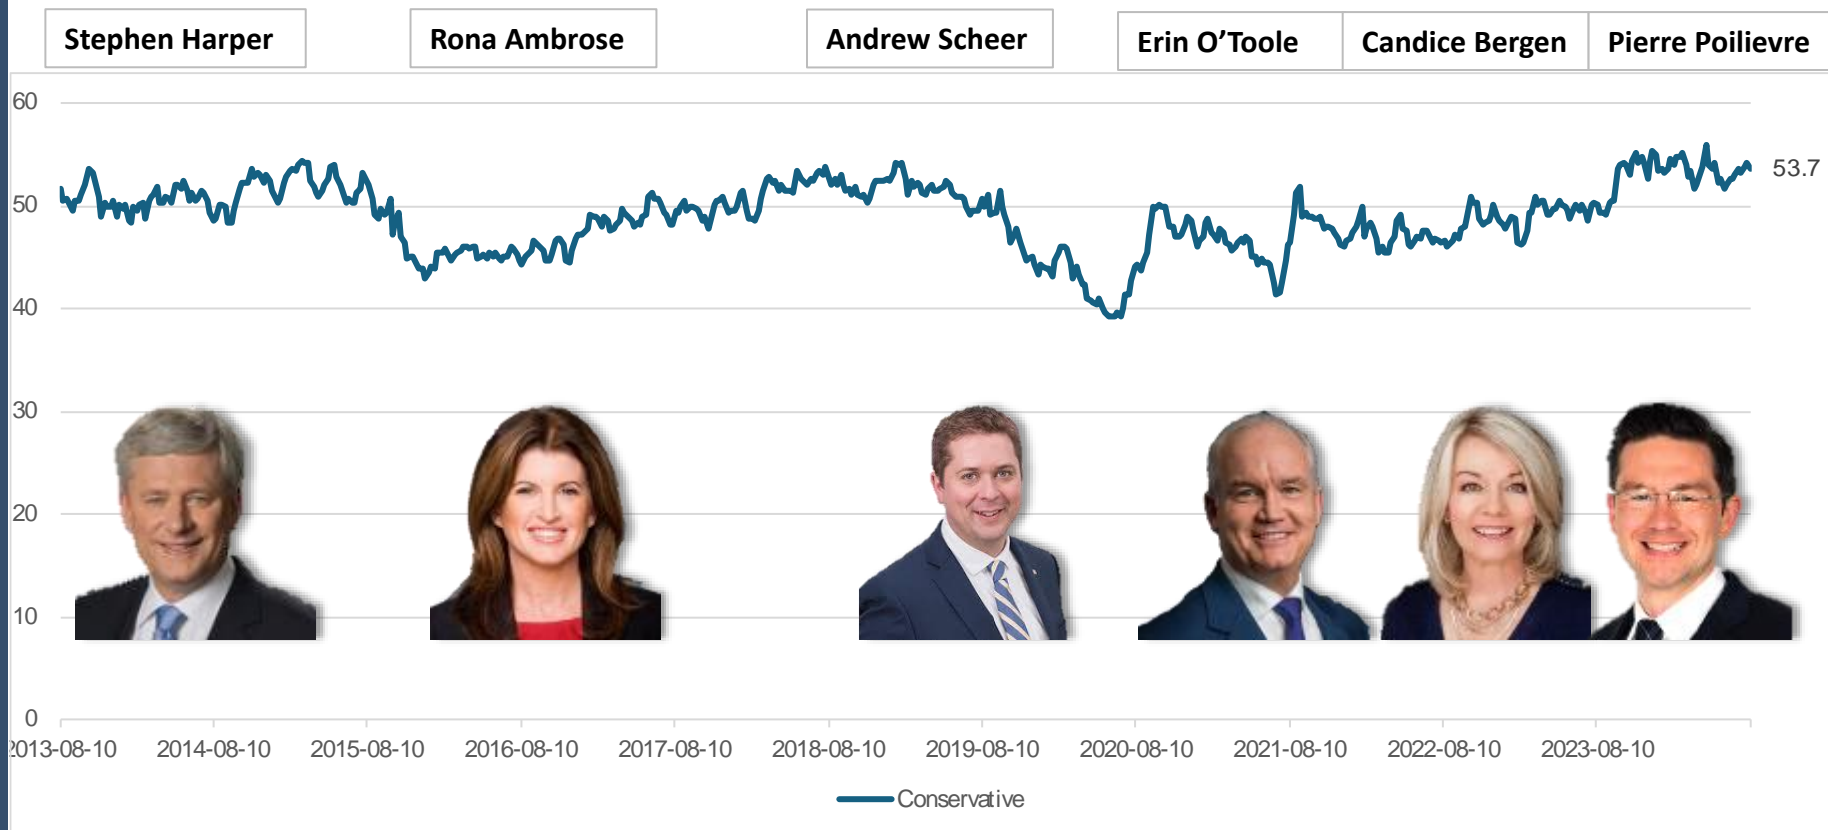 Stephen Harper Rona Ambrose Andrew Scheer Erin O'Toole Candice Bergen Pierre Poilievre
60
53.7
50
40
30
20
10
0
2013-08-10 2014-08-10 2015-08-10 2016-08-10 2017-08-10 2018-08-10 2019-08-10 2020-08-10 2021-08-10 2022-08-10 2023-08-10
Conservative